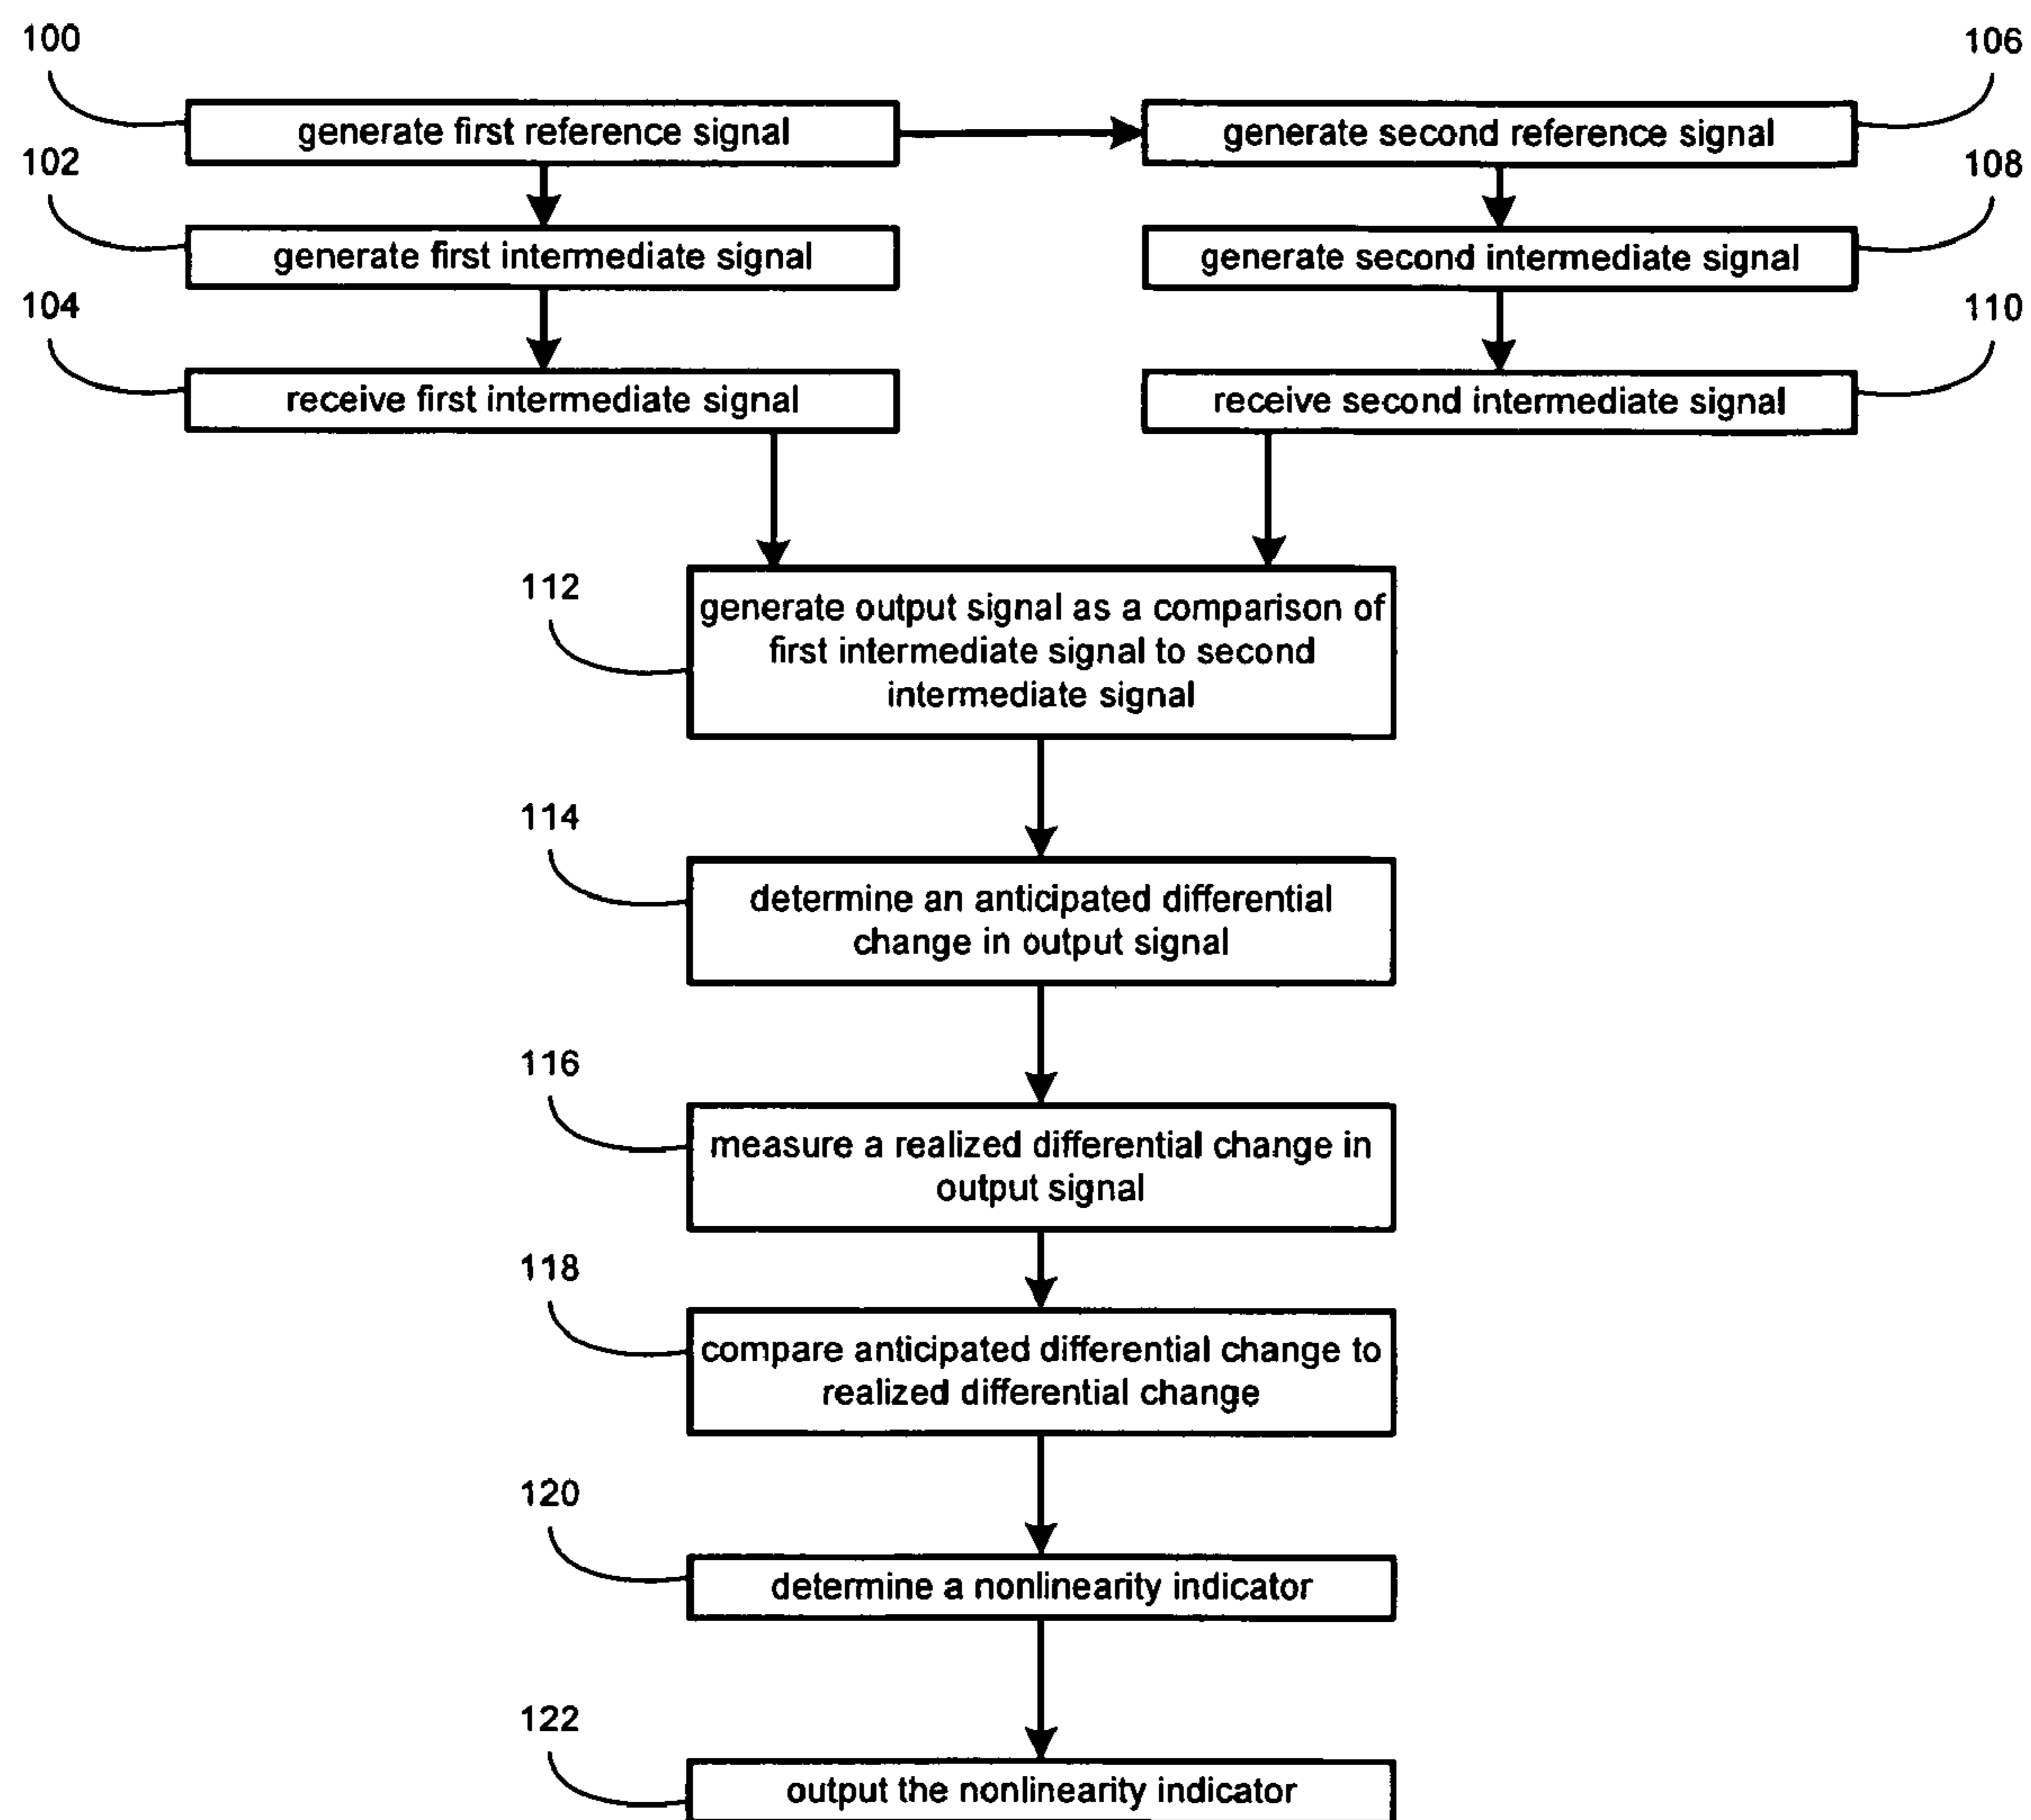 100
106
generate first reference signal
generate second reference signal
102
108
generate first intermediate signal
generate second intermediate signal
104
110
receive first intermediate signal
receive second intermediate signal
112
generate output signal as a comparison of
first intermediate signal to second
intermediate signal
114
determine an anticipated differential
change in output signal
116
measure a realized differential change in
output signal
118
compare anticipated differential change to
realized differential change
120
determine a nonlinearity indicator
122
output the nonlinearity indicator